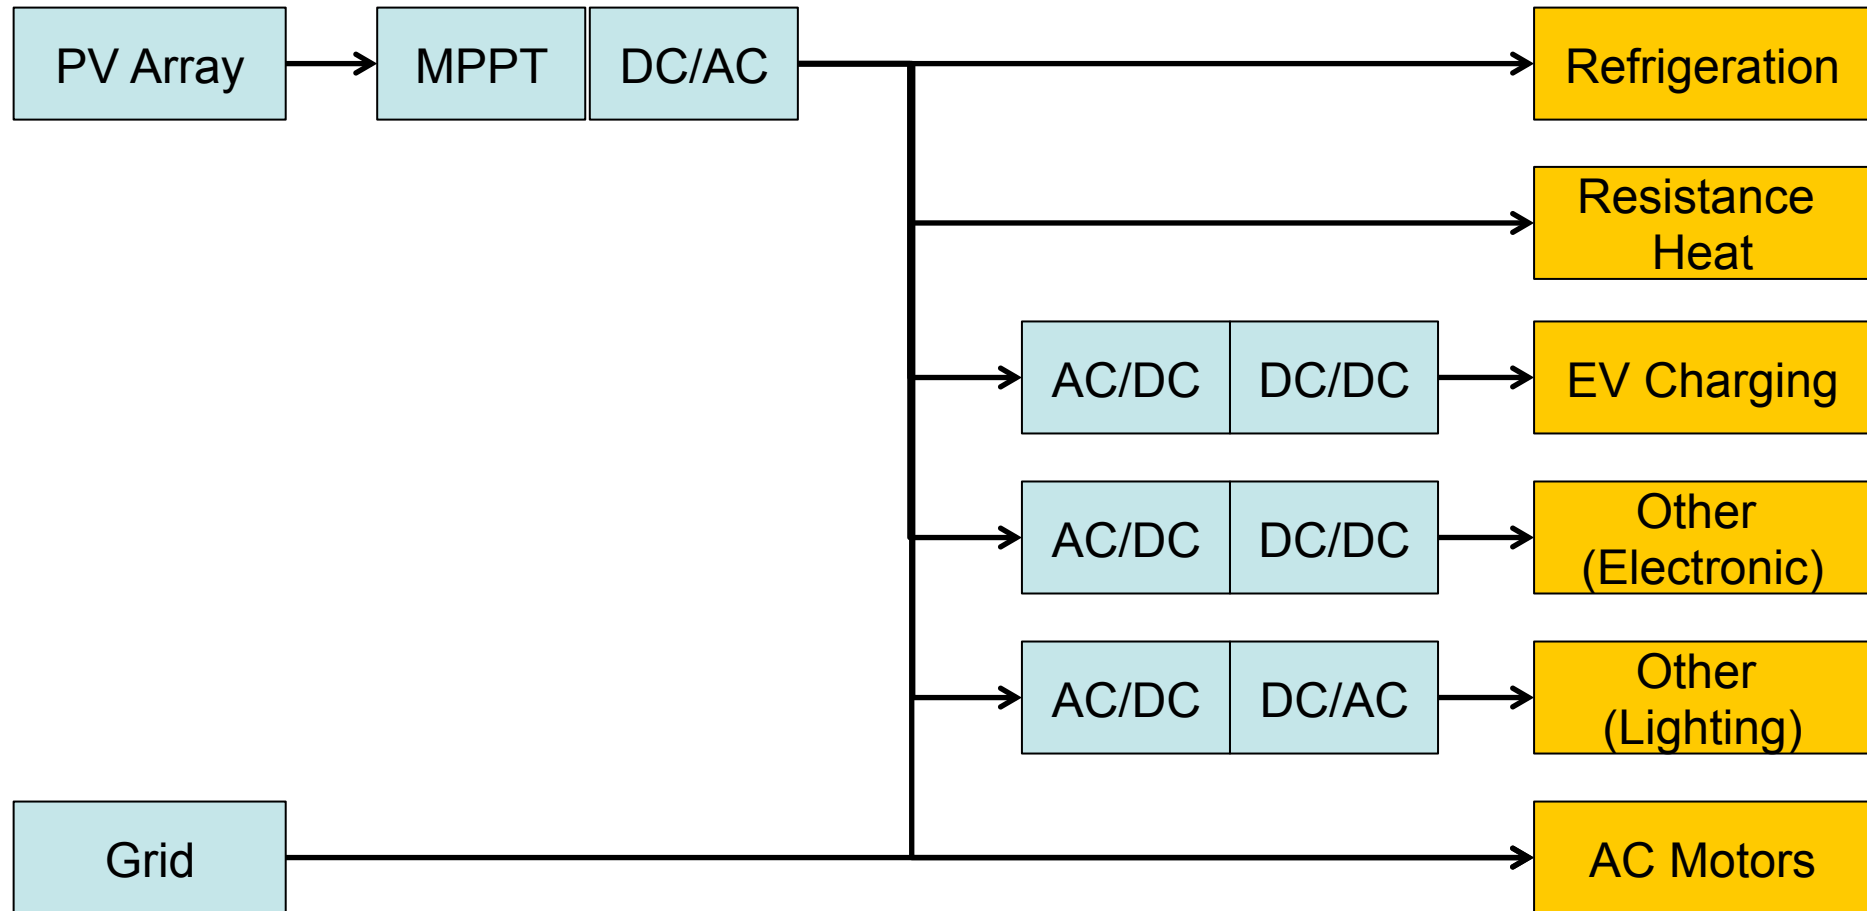 PV Array
MPPT
DC/AC
Refrigeration
Resistance
Heat
AC/DC
DC/DC
EV Charging
AC/DC
DC/DC
Other
(Electronic)
AC/DC
DC/AC
Other
(Lighting)
Grid
AC Motors